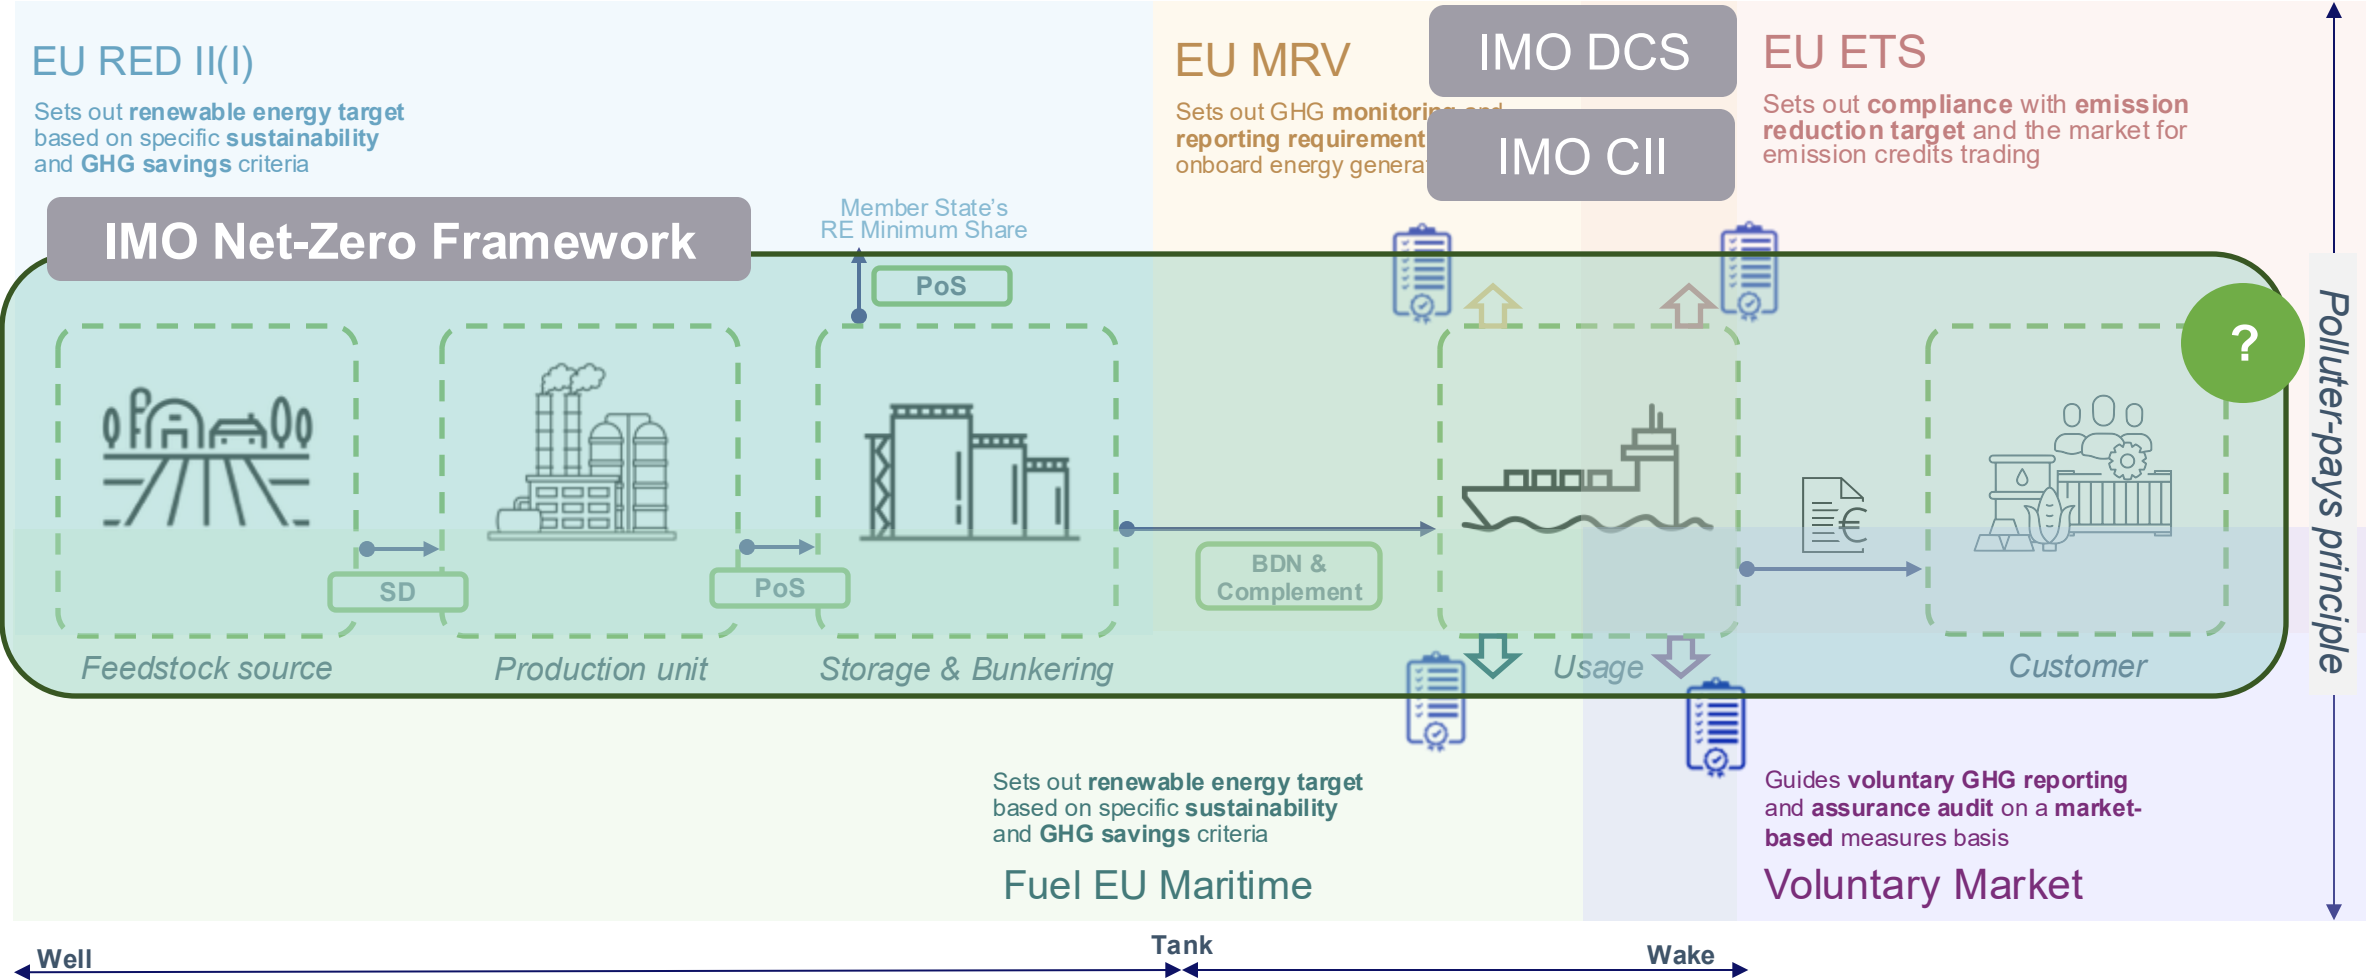 EU RED II(I)
Sets out renewable energy target
based on specific sustainability
and GHG savings criteria
EU MRV
Sets out GHG monitoring and
reporting requirement
onboard energy genera
IMO DCS
IMO CII
EU ETS
Sets out compliance with emission
reduction target and the market for
emission credits trading
IMO Net-Zero Framework
Member State’s
RE Minimum Share
PoS
?
SD
PoS
BDN &
Complement
€
Feedstock source
Production unit
Storage & Bunkering
Usage
Customer
Polluter-pays principle
Sets out renewable energy target
based on specific sustainability
and GHG savings criteria
Fuel EU Maritime
Guides voluntary GHG reporting
and assurance audit on a market-
based measures basis
Voluntary Market
Well
Tank
Wake